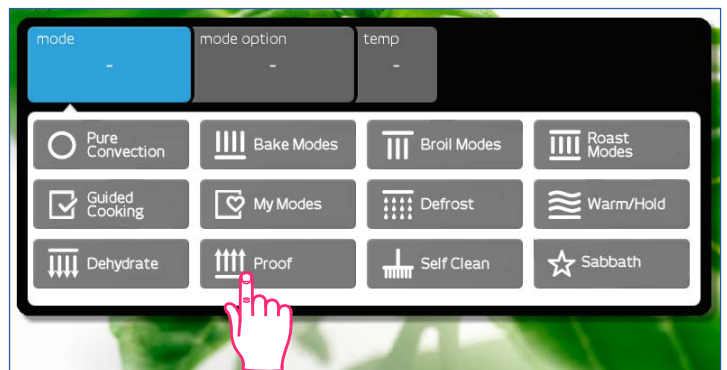 mode
mode option
temp
-
-
-
Pure
Convection
Bake Modes
Broil Modes
Roast
Modes
Guided
Cooking
My Modes
Defrost
Warm/Hold
Dehydrate
Proof
Self Clean
Sabbath